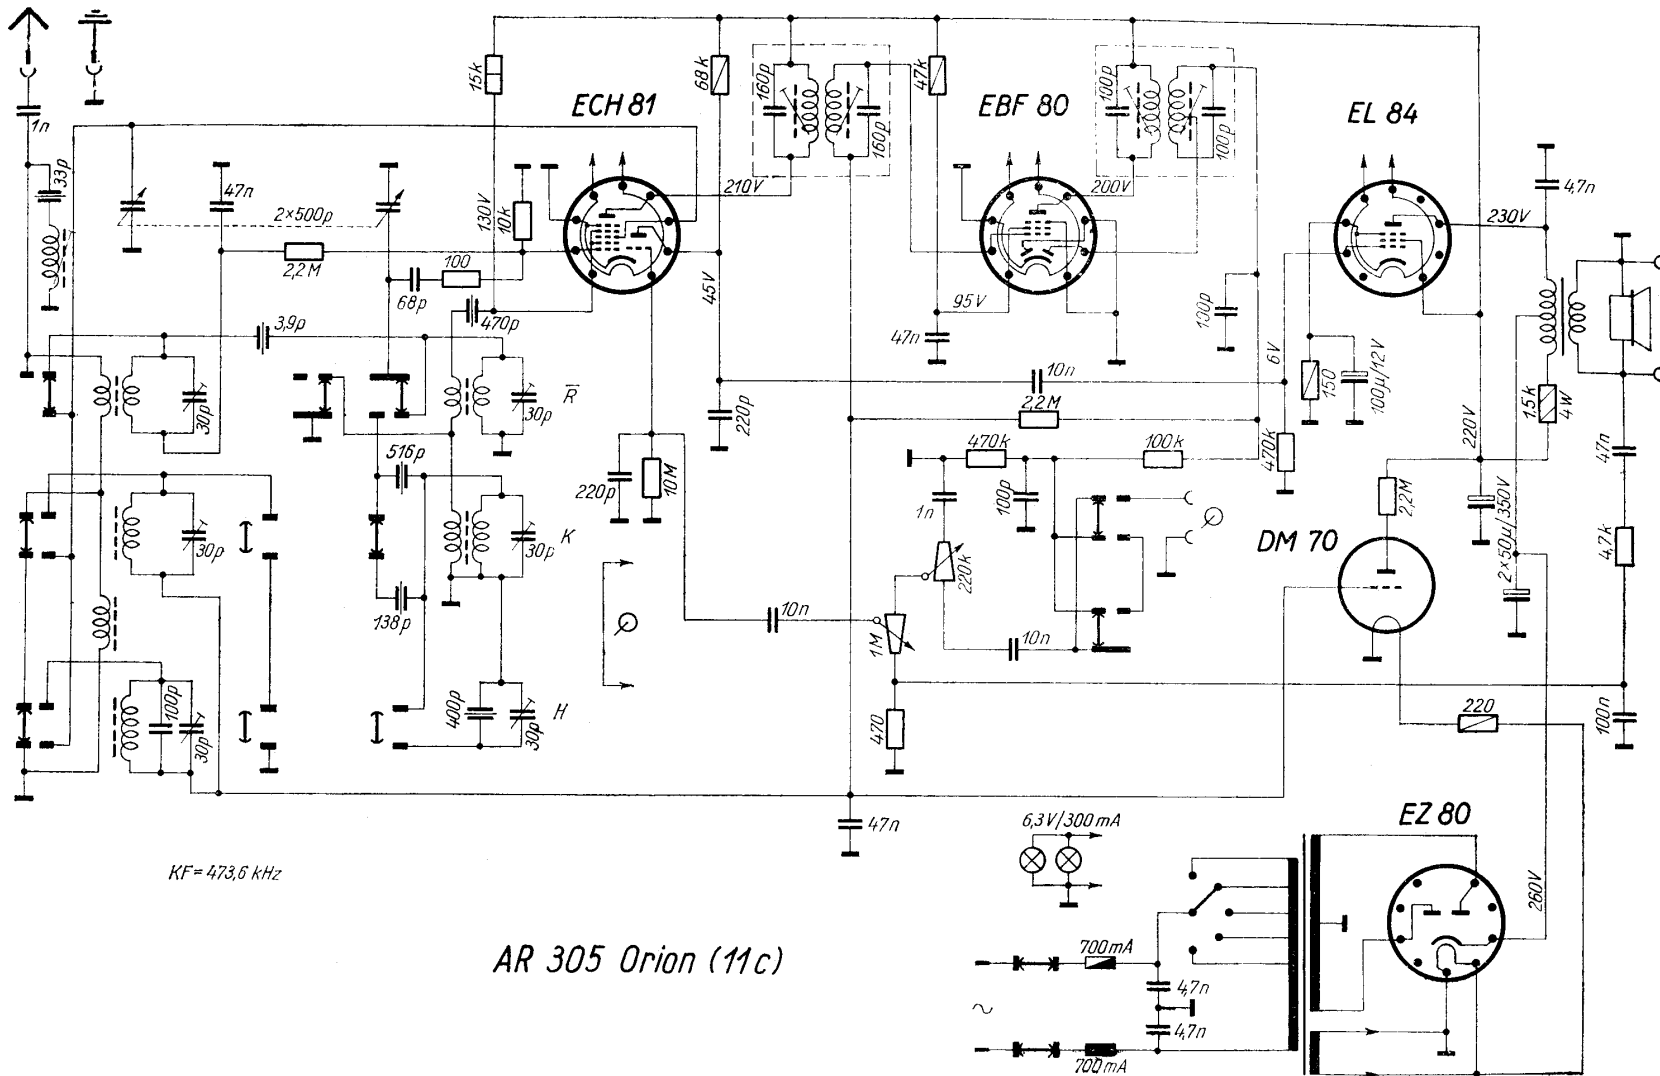 15k
68k
160p
160p
47k
100p
100p
ECH 81
EBF 80
EL 84
1n
33p
47n
2×500p
130V
10k
210V
200V
230V
4,7n
2,2M
100
68p
470p
45V
95V
47n
100p
6V
150
100µ/12V
3,9p
10n
2,2M
1.5k
4W
30p
30p
R̅
220p
470k
100k
470k
220V
47n
516p
220p
10M
1n
100p
2,2M
2×50µ/350V
30p
30p
K
220k
DM 70
4,7k
138p
10n
1M
10n
100p
30p
400p
30p
H
470
220
100n
47n
6,3V/300mA
EZ 80
KF=473,6 kHz
260V
AR 305 Orion (11c)
700mA
4,7n
~
4,7n
700mA